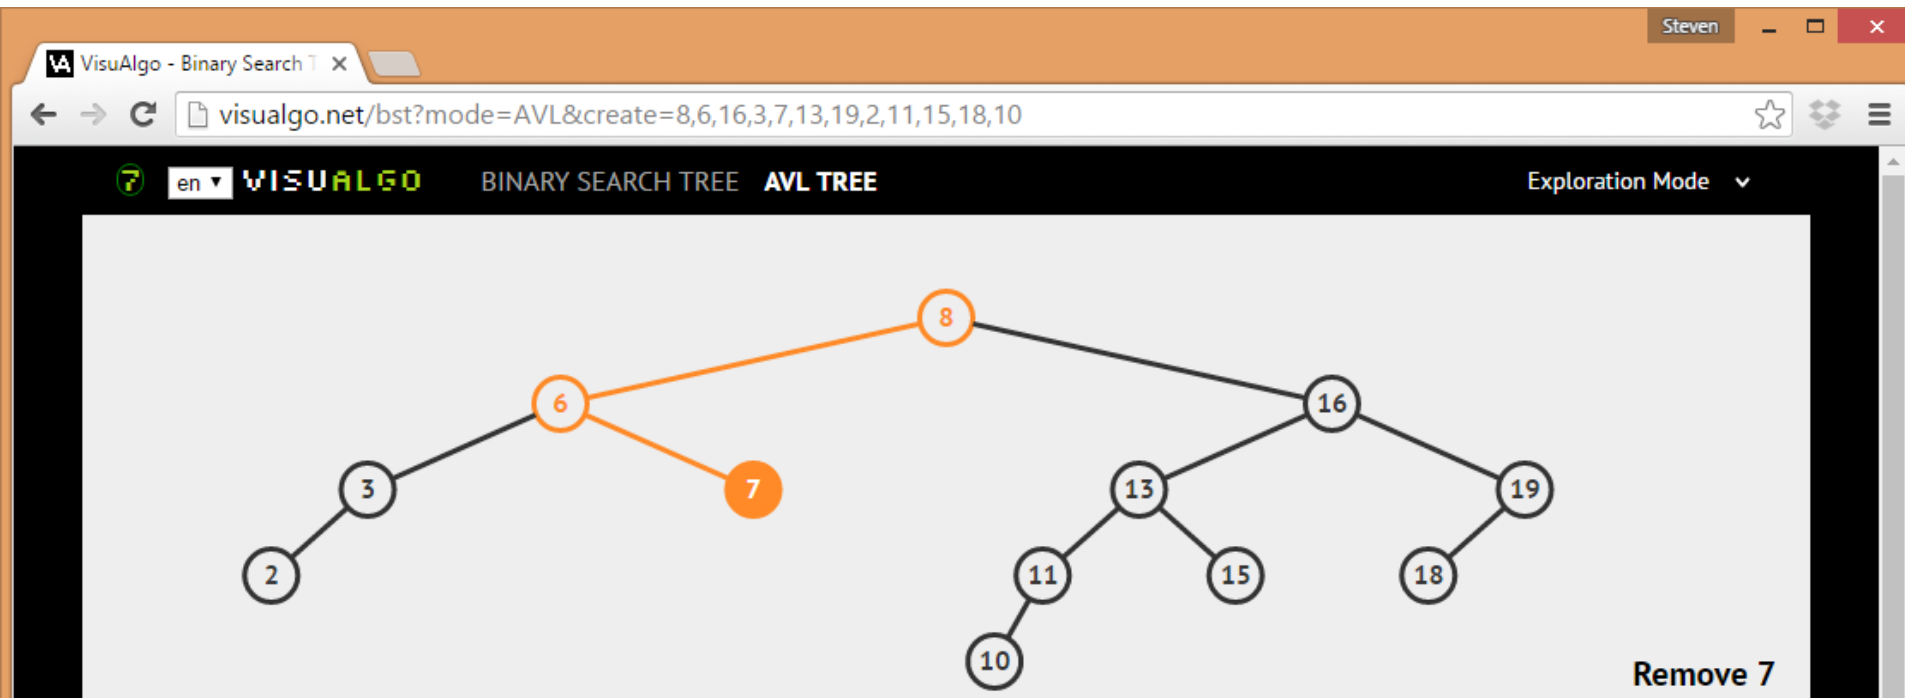 Steven
VisuAlgo - Binary Search T
visualgo.net/bst?mode=AVL&create=8,6,16,3,7,13,19,2,11,15,18,10
7 en VISUALGO BINARY SEARCH TREE AVL TREE Exploration Mode
8
6 16
3 7 13 19
2 11 15 18
10
Remove 7